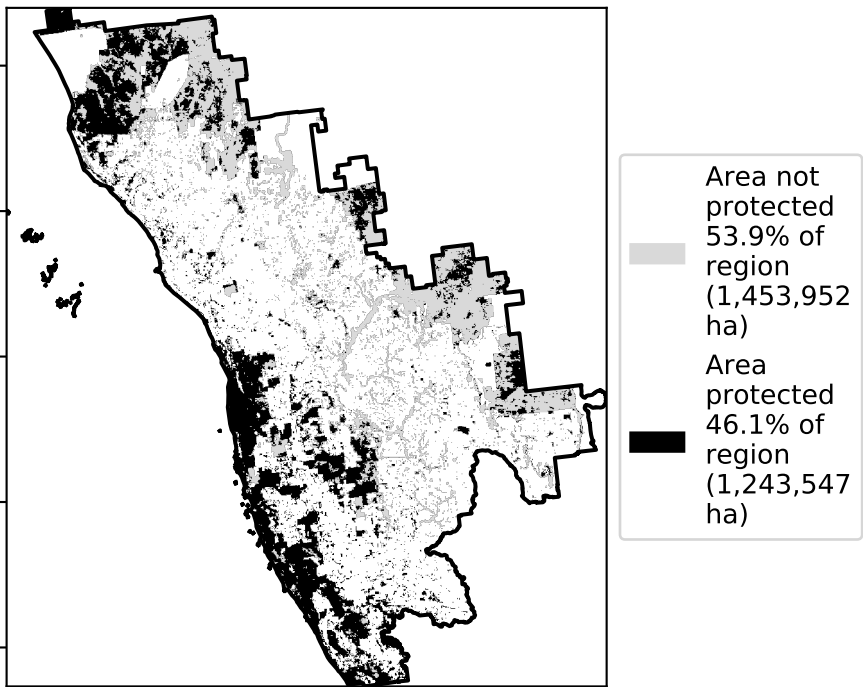 Area not
protected
53.9% of
region
(1,453,952
ha)
Area
protected
46.1% of
region
(1,243,547
ha)